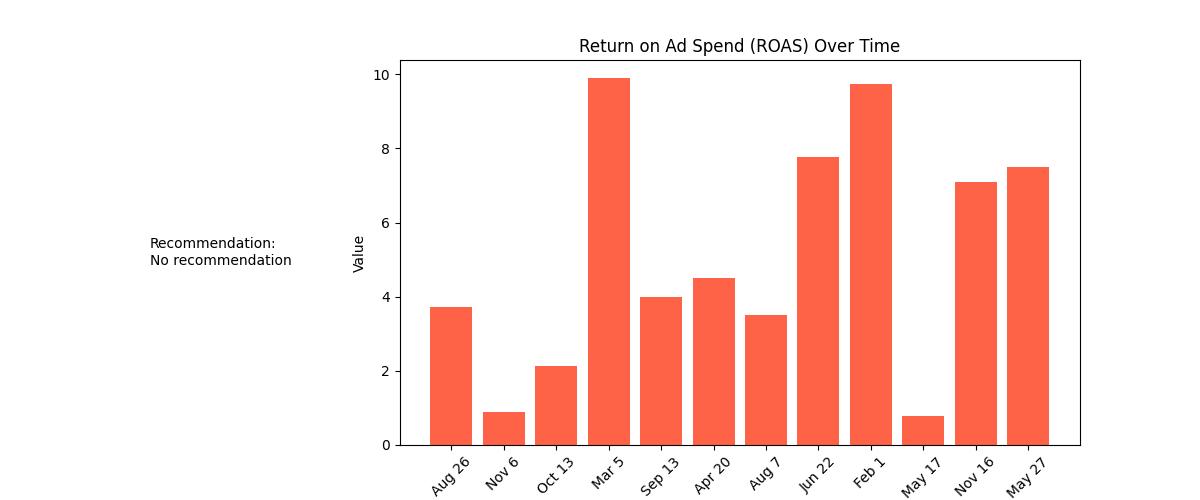 Return on Ad Spend (ROAS) Over Time
Recommendation:
No recommendation
Value
10
8
6
4
2
0
Aug 26
Nov 6
Oct 13
Mar 5
Sep 13
Apr 20
Aug 7
Jun 22
Feb 1
May 17
Nov 16
May 27